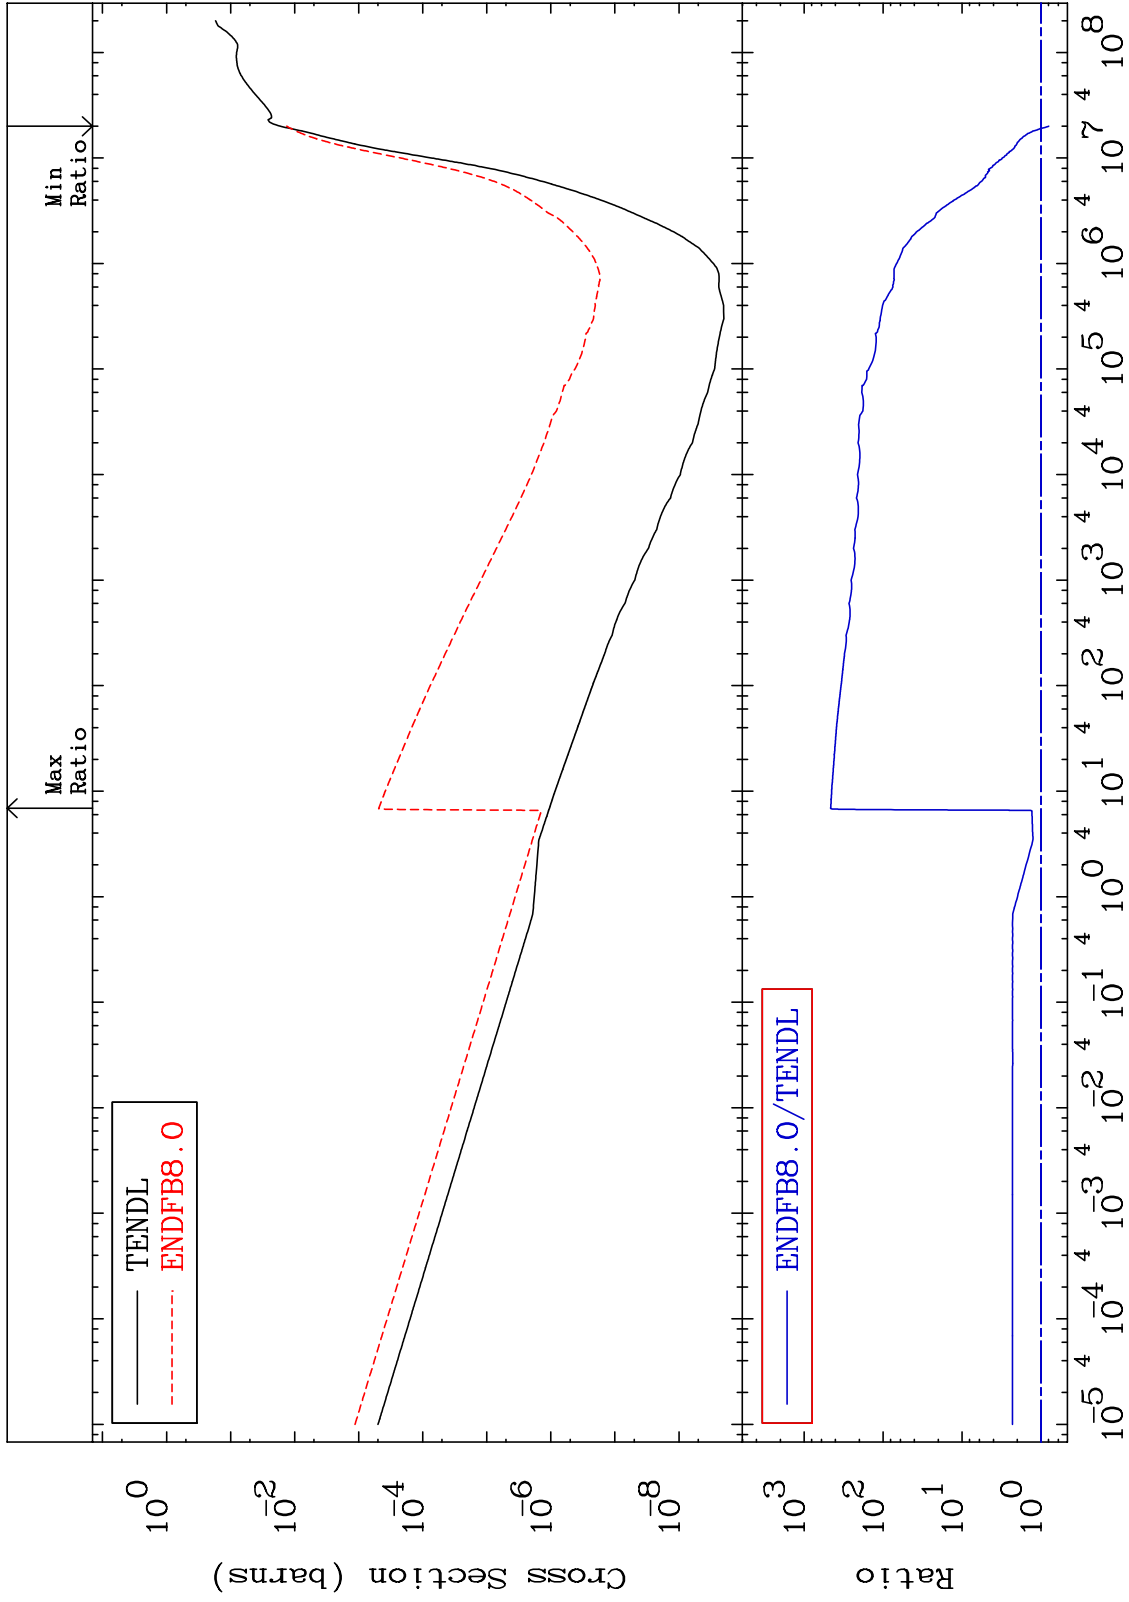 Max
Ratio
Min
Ratio
Cross Section (barns)
10^0
10^-2
10^-4
10^-6
10^-8
TENDL
ENDFB8.0
Ratio
10^3
10^2
10^1
10^0
ENDFB8.0/TENDL
10^-5 4 10^-4 4 10^-3 4 10^-2 4 10^-1 4 10^0 4 10^1 4 10^2 4 10^3 4 10^4 4 10^5 4 10^6 4 10^7 4 10^8